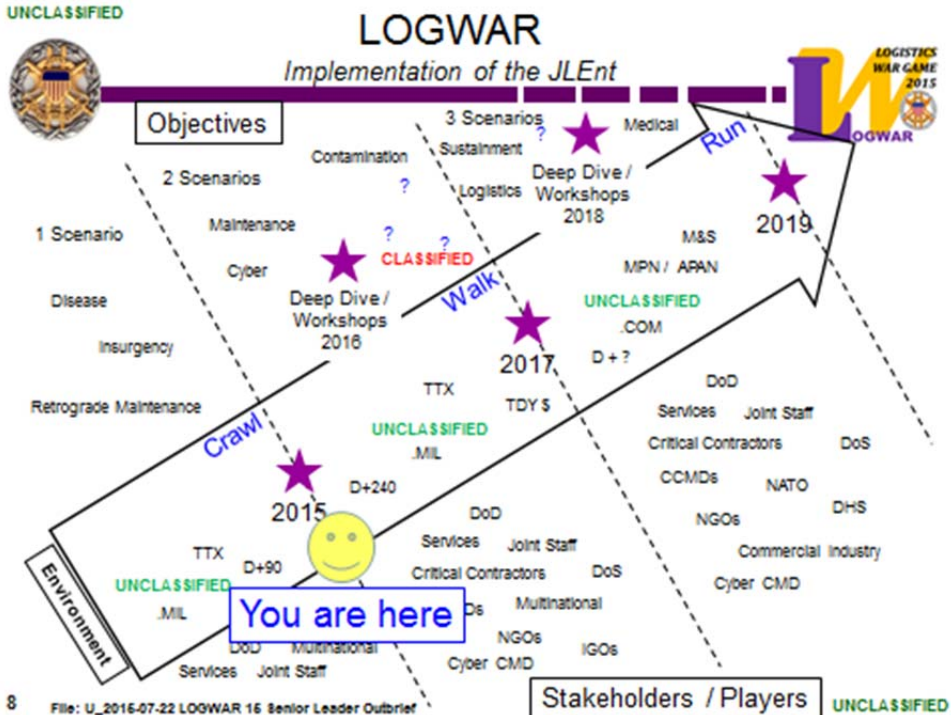 UNCLASSIFIED
LOGWAR
Implementation of the JLEnt
LOGISTICS
WAR GAME
2015
LW
LOGWAR
Objectives
3 Scenarios
?
Medical
Run
Contamination
Sustainment
2 Scenarios
?
Logistics
Deep Dive /
Workshops
2018
2019
1 Scenario
Maintenance
?
?
CLASSIFIED
M&S
Cyber
MPN / APAN
Disease
Deep Dive /
Workshops
2016
Walk
UNCLASSIFIED
.COM
Insurgency
2017
D + ?
Retrograde Maintenance
Crawl
TTX
TDY $
UNCLASSIFIED
.MIL
D+240
2015
DoD
Services
Joint Staff
Critical Contractors
DoS
CCMDs
NATO
NGOs
DHS
Commercial Industry
Cyber CMD
DoD
Services
Joint Staff
Critical Contractors
DoS
Ds
Multinational
NGOs
IGOs
Cyber CMD
Environment
TTX
D+90
UNCLASSIFIED
.MIL
You are here
DoD
Multinational
Services
Joint Staff
8
File: U_2015-07-22 LOGWAR 15 Senior Leader Outbrief
Stakeholders / Players
UNCLASSIFIED